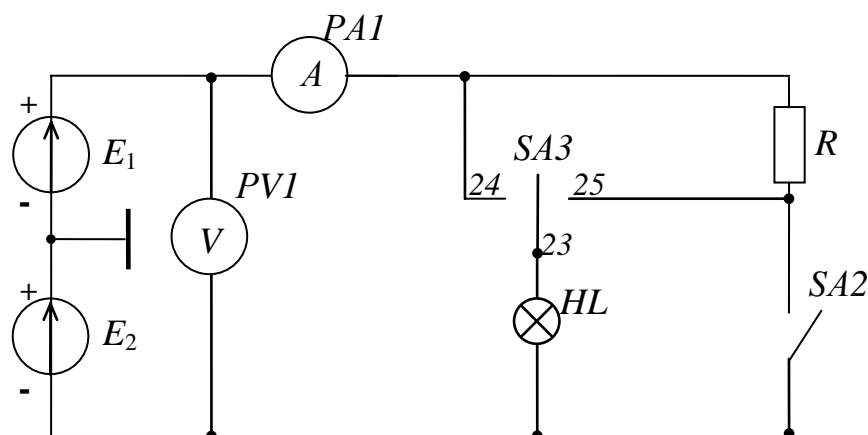 PA1
A
+
E1
SA3
R
24
25
PV1
-
V
23
+
SA2
HL
E2
-